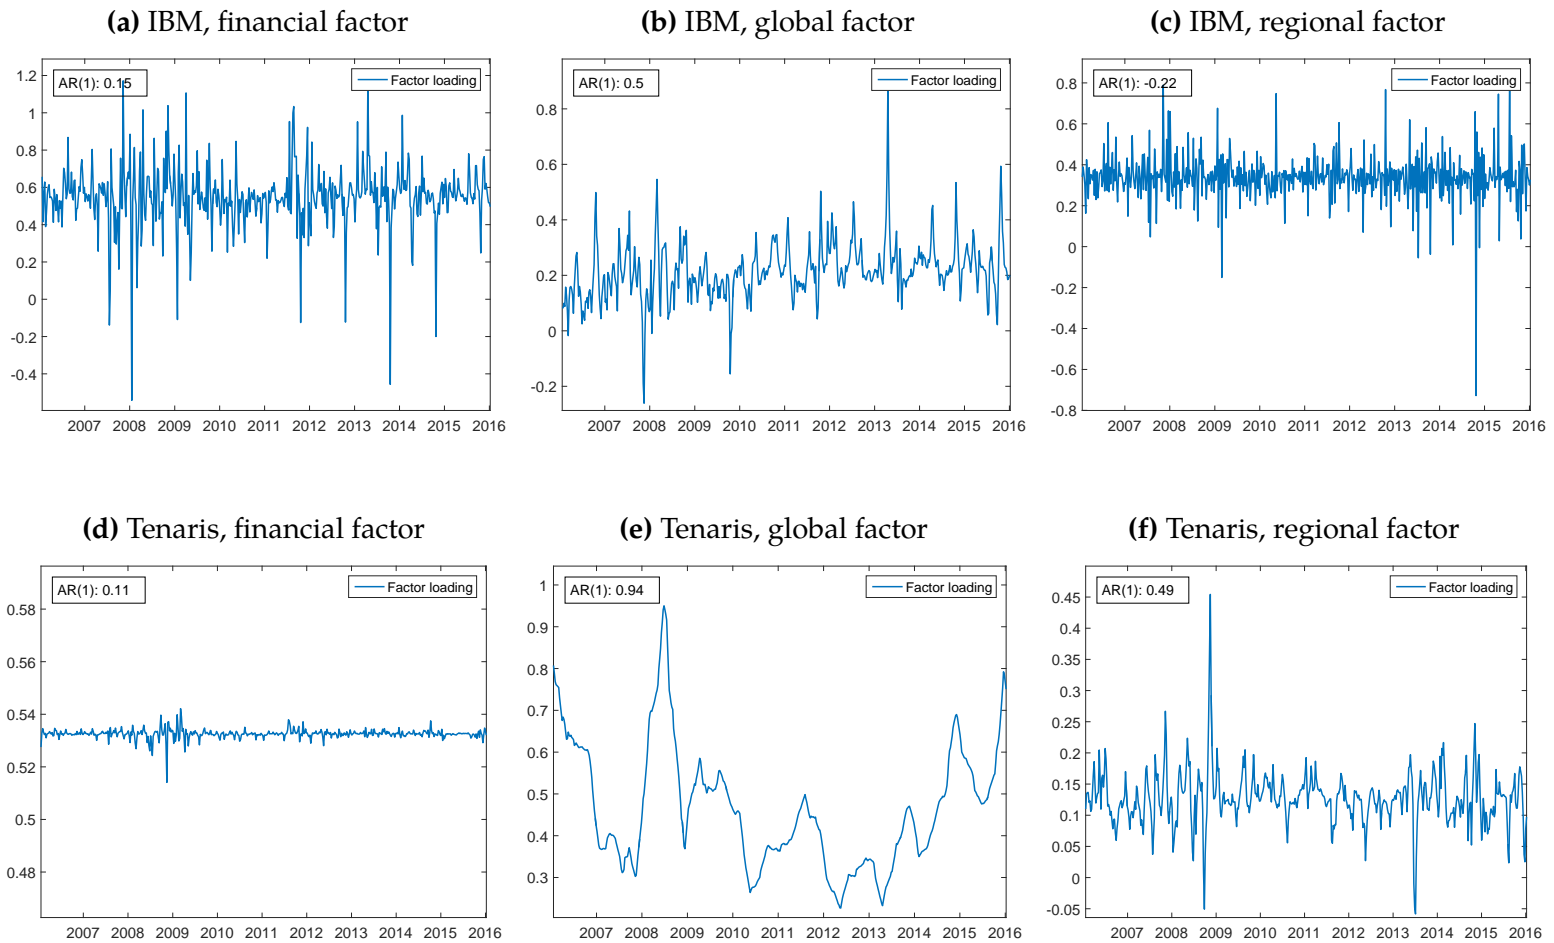 (a) IBM, financial factor
AR(1): 0.15
Factor loading
1.2
1
0.8
0.6
0.4
0.2
0
-0.2
-0.4
2007 2008 2009 2010 2011 2012 2013 2014 2015 2016
(b) IBM, global factor
AR(1): 0.5
Factor loading
0.8
0.6
0.4
0.2
0
-0.2
2007 2008 2009 2010 2011 2012 2013 2014 2015 2016
(c) IBM, regional factor
AR(1): -0.22
Factor loading
0.8
0.6
0.4
0.2
0
-0.2
-0.4
-0.6
-0.8
2007 2008 2009 2010 2011 2012 2013 2014 2015 2016
(d) Tenaris, financial factor
AR(1): 0.11
Factor loading
0.58
0.56
0.54
0.52
0.5
0.48
2007 2008 2009 2010 2011 2012 2013 2014 2015 2016
(e) Tenaris, global factor
AR(1): 0.94
Factor loading
1
0.9
0.8
0.7
0.6
0.5
0.4
0.3
2007 2008 2009 2010 2011 2012 2013 2014 2015 2016
(f) Tenaris, regional factor
AR(1): 0.49
Factor loading
0.45
0.4
0.35
0.3
0.25
0.2
0.15
0.1
0.05
0
-0.05
2007 2008 2009 2010 2011 2012 2013 2014 2015 2016